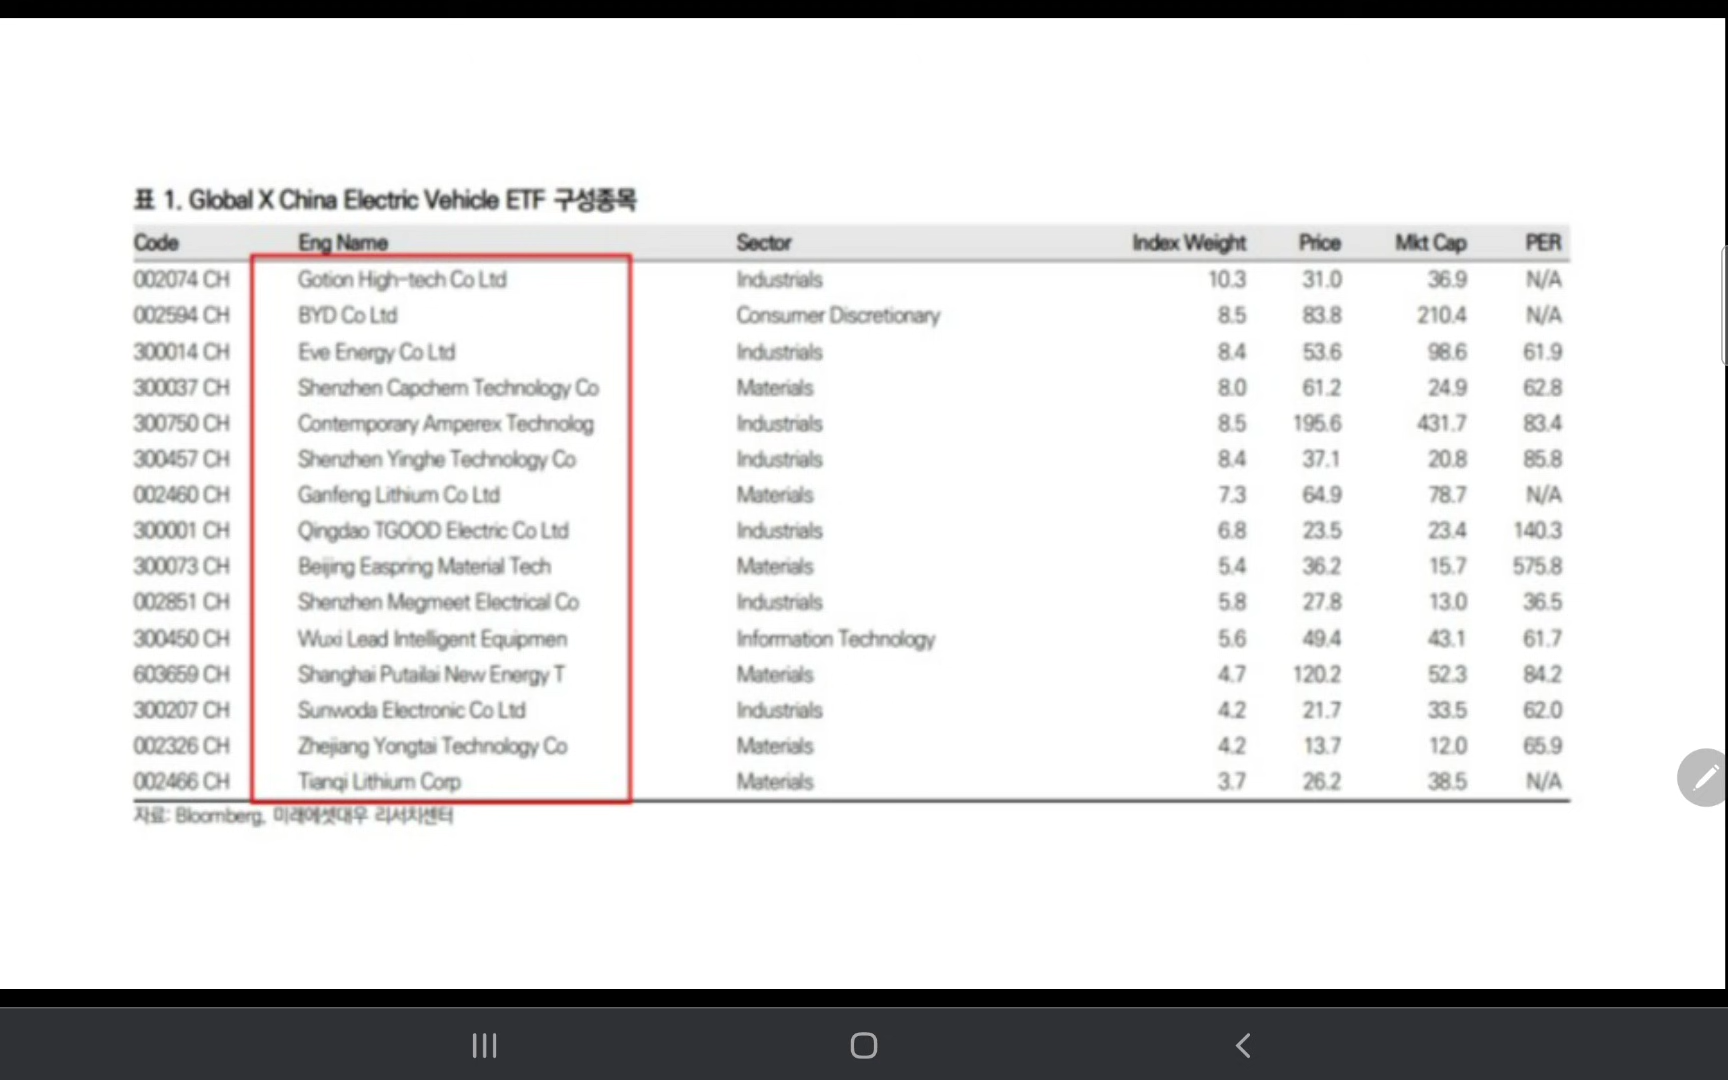 표 1. Global X China Electric Vehicle ETF 구성종목
Code Eng Name Sector Index Weight Price Mkt Cap PER
002074 CH Gotion High-tech Co Ltd Industrials 10.3 31.0 36.9 N/A
002594 CH BYD Co Ltd Consumer Discretionary 8.5 83.8 210.4 N/A
300014 CH Eve Energy Co Ltd Industrials 8.4 53.6 98.6 61.9
300037 CH Shenzhen Capchem Technology Co Materials 8.0 61.2 24.9 62.8
300750 CH Contemporary Amperex Technolog Industrials 8.5 195.6 431.7 83.4
300457 CH Shenzhen Yinghe Technology Co Industrials 8.4 37.1 20.8 85.8
002460 CH Ganfeng Lithium Co Ltd Materials 7.3 64.9 78.7 N/A
300001 CH Qingdao TGOOD Electric Co Ltd Industrials 6.8 23.5 23.4 140.3
300073 CH Beijing Easpring Material Tech Materials 5.4 36.2 15.7 575.8
002851 CH Shenzhen Megmeet Electrical Co Industrials 5.8 27.8 13.0 36.5
300450 CH Wuxi Lead Intelligent Equipmen Information Technology 5.6 49.4 43.1 61.7
603659 CH Shanghai Putailai New Energy T Materials 4.7 120.2 52.3 84.2
300207 CH Sunwoda Electronic Co Ltd Industrials 4.2 21.7 33.5 62.0
002326 CH Zhejiang Yongtai Technology Co Materials 4.2 13.7 12.0 65.9
002466 CH Tianqi Lithium Corp Materials 3.7 26.2 38.5 N/A
자료: Bloomberg, 미래에셋대우 리서치센터